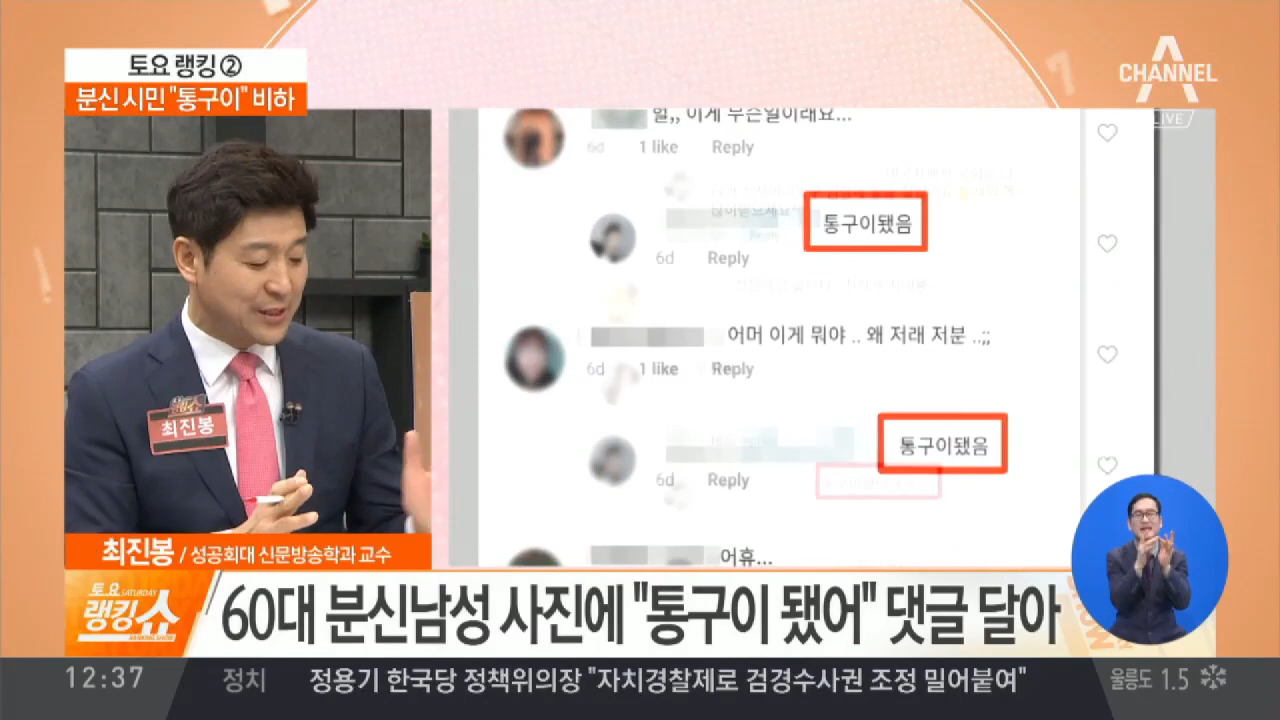 토요 랭킹 ②
분신 시민 "통구이" 비하
CHANNEL A
LIVE
헐,, 이게 무슨일이래요...
6d 1 like Reply
통구이됐음
6d Reply
어머 이게 뭐야 .. 왜 저래 저분 ..;;
6d 1 like Reply
통구이됐음
6d Reply
어휴...
최진봉
최진봉 / 성공회대 신문방송학과 교수
토요 SATURDAY
랭킹쇼
RANKING SHOW
60대 분신남성 사진에 "통구이 됐어" 댓글 달아
12:37 정치 정용기 한국당 정책위의장 "자치경찰제로 검경수사권 조정 밀어붙여" 울릉도 1.5